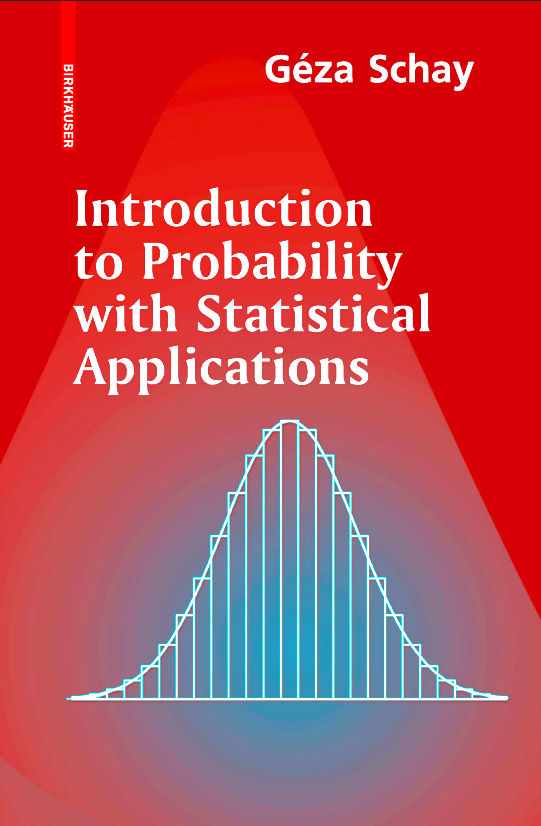 Géza Schay
BIRKHÄUSER
Introduction
to Probability
with Statistical
Applications